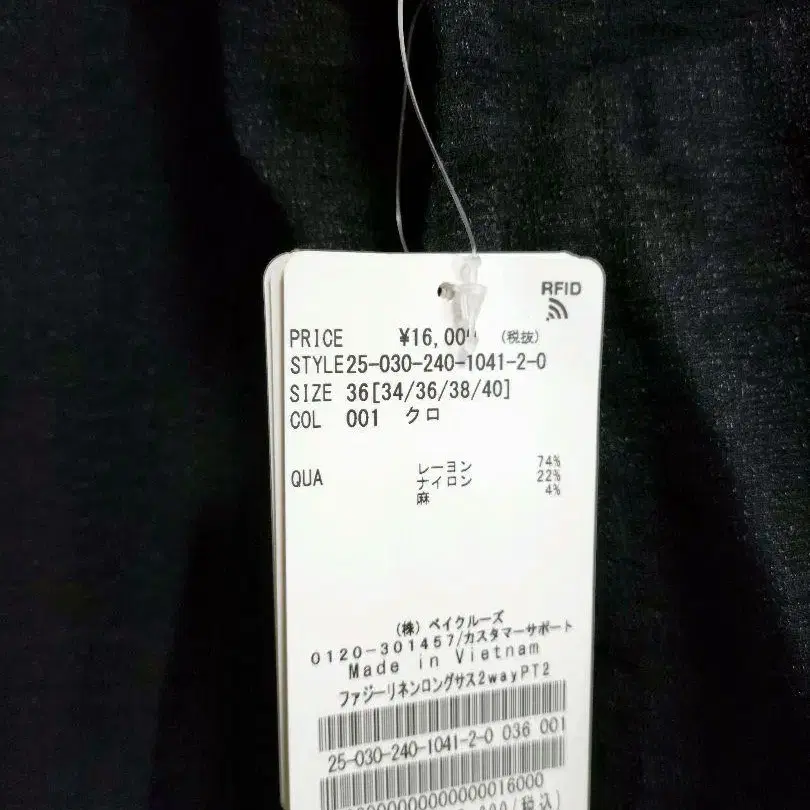 RFID
PRICE ¥16,000 (税抜)
STYLE25-030-240-1041-2-0
SIZE 36[34/36/38/40]
COL 001 クロ
QUA レーヨン 74%
ナイロン 22%
麻 4%
(株) ベイクルーズ
0120-301457/カスタマーサポート
Made in Vietnam
ファジーリネンロングサス2wayPT2
25-030-240-1041-2-0 036 001
(税込)